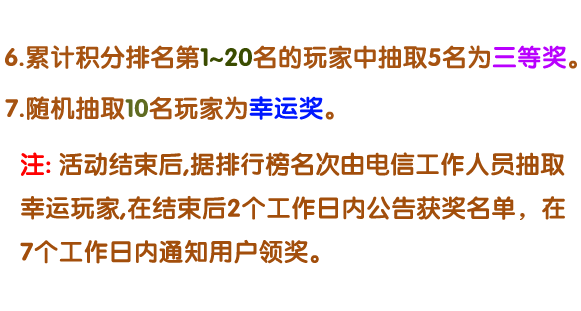 6.累计积分排名第1~20名的玩家中抽取5名为三等奖。
7.随机抽取10名玩家为幸运奖。
注: 活动结束后,据排行榜名次由电信工作人员抽取
幸运玩家,在结束后2个工作日内公告获奖名单，在
7个工作日内通知用户领奖。